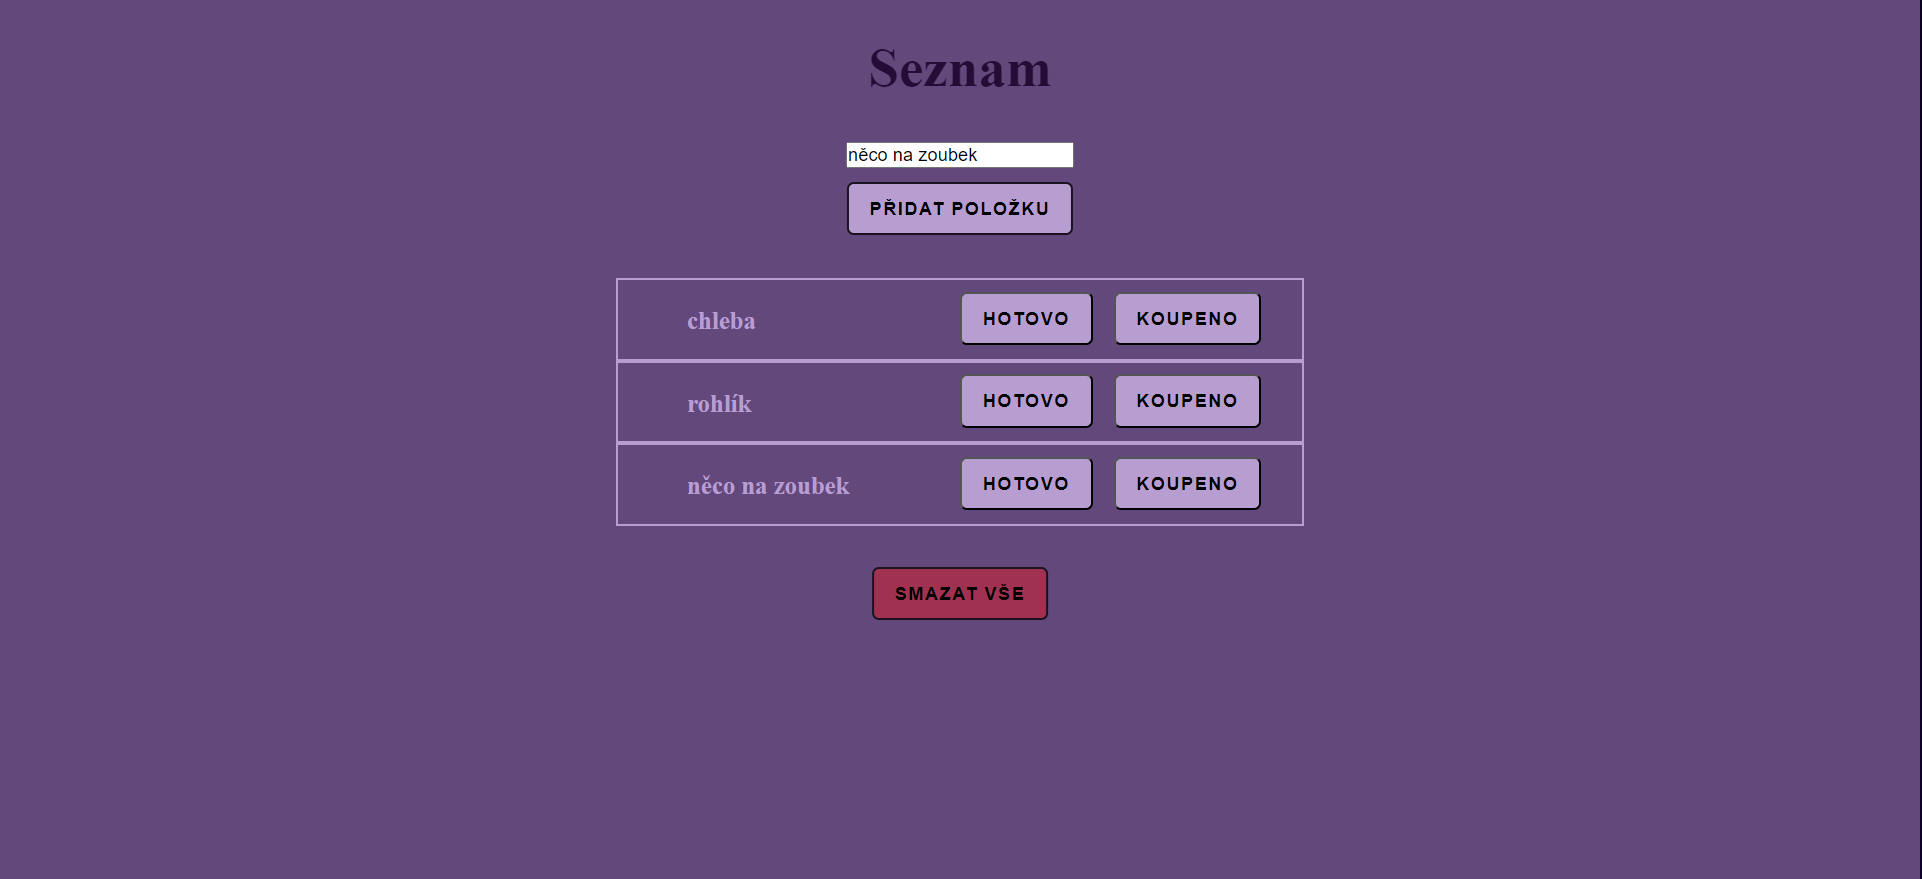 Seznam
něco na zoubek
PŘIDAT POLOŽKU
chleba HOTOVO KOUPENO
rohlík HOTOVO KOUPENO
něco na zoubek HOTOVO KOUPENO
SMAZAT VŠE